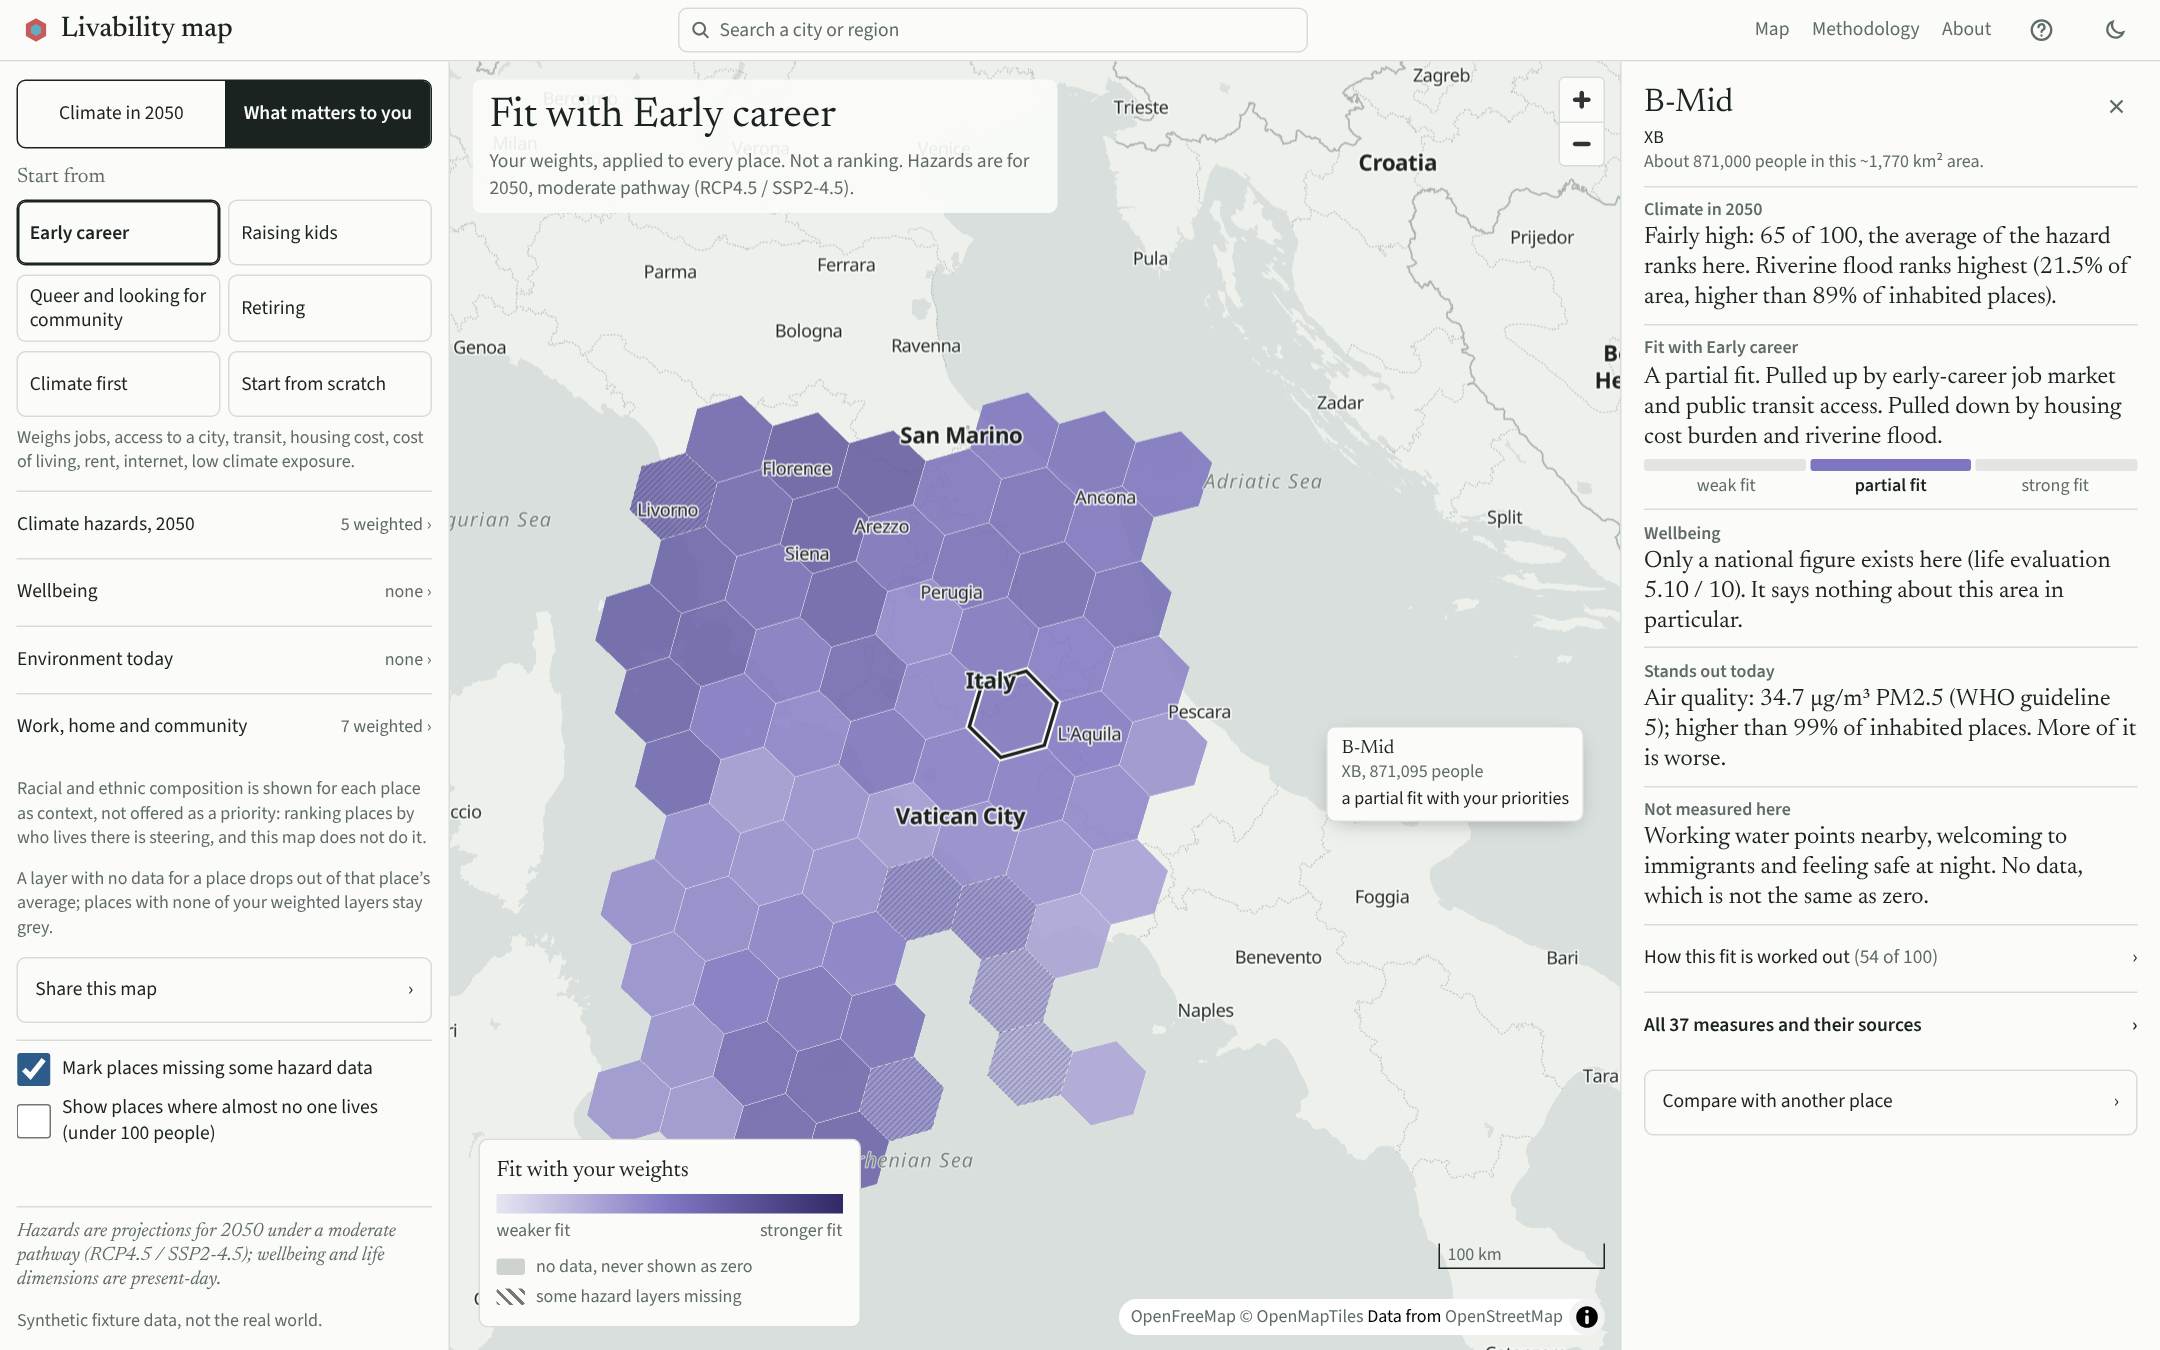 Livability map
Search a city or region
Map
Methodology
About
Climate in 2050
What matters to you
Start from
Early career
Raising kids
Queer and looking for
community
Retiring
Climate first
Start from scratch
Weighs jobs, access to a city, transit, housing cost, cost
of living, rent, internet, low climate exposure.
Climate hazards, 2050
5 weighted ›
Wellbeing
none ›
Environment today
none ›
Work, home and community
7 weighted ›
Racial and ethnic composition is shown for each place
as context, not offered as a priority: ranking places by
who lives there is steering, and this map does not do it.
A layer with no data for a place drops out of that place’s
average; places with none of your weighted layers stay
grey.
Share this map ›
Mark places missing some hazard data
Show places where almost no one lives
(under 100 people)
Hazards are projections for 2050 under a moderate
pathway (RCP4.5 / SSP2-4.5); wellbeing and life
dimensions are present-day.
Synthetic fixture data, not the real world.
Fit with Early career
Your weights, applied to every place. Not a ranking. Hazards are for
2050, moderate pathway (RCP4.5 / SSP2-4.5).
Milan
Verona
Venice
Zagreb
Trieste
Croatia
Prijedor
Pula
Parma
Ferrara
Bologna
Ravenna
Genoa
B
He
Zadar
San Marino
Florence
Adriatic Sea
Ancona
Livorno
gurian Sea
Arezzo
Split
Siena
Perugia
Italy
Pescara
L'Aquila
B-Mid
XB, 871,095 people
a partial fit with your priorities
ccio
Vatican City
Foggia
Benevento
Bari
Naples
ri
Tara
rhenian Sea
Fit with your weights
weaker fit
stronger fit
no data, never shown as zero
some hazard layers missing
100 km
OpenFreeMap © OpenMapTiles Data from OpenStreetMap
B-Mid
XB
About 871,000 people in this ~1,770 km² area.
Climate in 2050
Fairly high: 65 of 100, the average of the hazard
ranks here. Riverine flood ranks highest (21.5% of
area, higher than 89% of inhabited places).
Fit with Early career
A partial fit. Pulled up by early-career job market
and public transit access. Pulled down by housing
cost burden and riverine flood.
weak fit
partial fit
strong fit
Wellbeing
Only a national figure exists here (life evaluation
5.10 / 10). It says nothing about this area in
particular.
Stands out today
Air quality: 34.7 µg/m³ PM2.5 (WHO guideline
5); higher than 99% of inhabited places. More of it
is worse.
Not measured here
Working water points nearby, welcoming to
immigrants and feeling safe at night. No data,
which is not the same as zero.
How this fit is worked out (54 of 100) ›
All 37 measures and their sources ›
Compare with another place ›